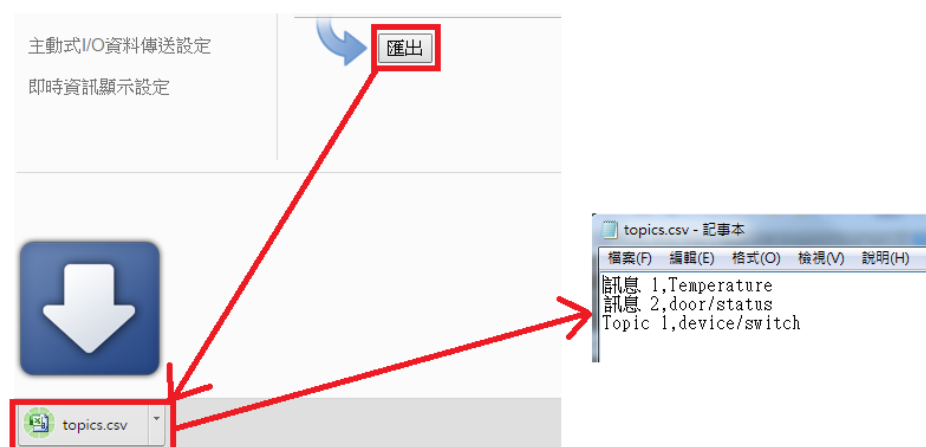 主動式I/O資料傳送設定
即時資訊顯示設定
匯出
topics.csv
topics.csv - 記事本
檔案(F) 編輯(E) 格式(O) 檢視(V) 說明(H)
訊息 1,Temperature
訊息 2,door/status
Topic 1,device/switch